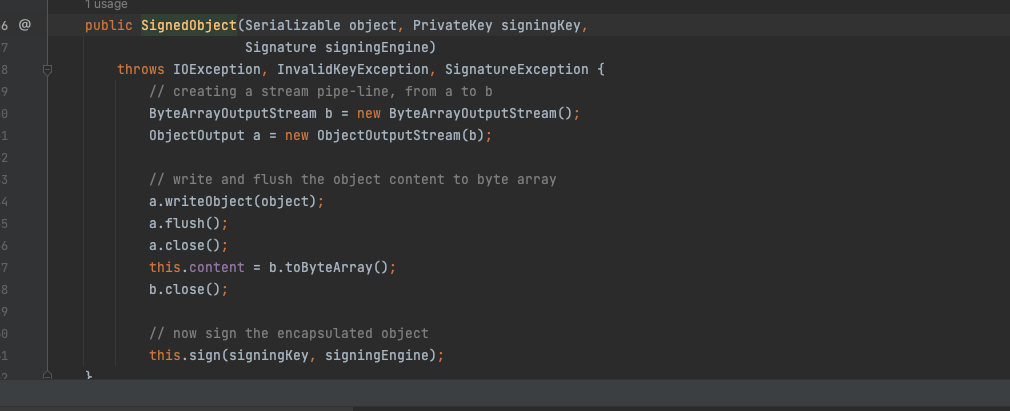 1 usage
6 @ public SignedObject(Serializable object, PrivateKey signingKey,
7 Signature signingEngine)
8 throws IOException, InvalidKeyException, SignatureException {
9 // creating a stream pipe-line, from a to b
0 ByteArrayOutputStream b = new ByteArrayOutputStream();
1 ObjectOutput a = new ObjectOutputStream(b);
2
3 // write and flush the object content to byte array
4 a.writeObject(object);
5 a.flush();
6 a.close();
7 this.content = b.toByteArray();
8 b.close();
9
0 // now sign the encapsulated object
1 this.sign(signingKey, signingEngine);
2 }